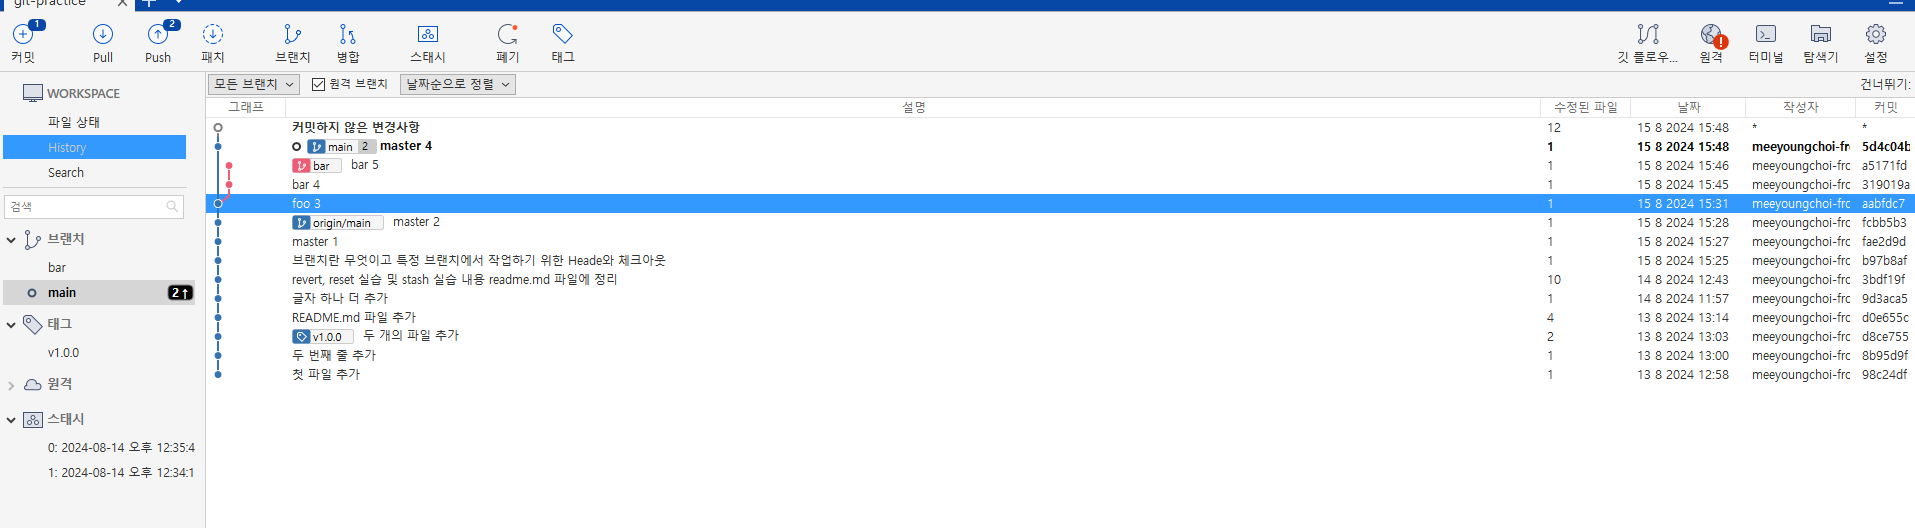 git-practice
1 2
커밋 Pull Push 패치 브랜치 병합 스태시 폐기 태그 깃 플로우... 원격 터미널 탐색기 설정
WORKSPACE
파일 상태
History
Search
검색
브랜치
bar
main 2↑
태그
v1.0.0
원격
스태시
0: 2024-08-14 오후 12:35:4
1: 2024-08-14 오후 12:34:1
모든 브랜치 원격 브랜치 날짜순으로 정렬 건너뛰기:
그래프 설명 수정된 파일 날짜 작성자 커밋
커밋하지 않은 변경사항 12 15 8 2024 15:48 * *
main 2 master 4 1 15 8 2024 15:48 meeyoungchoi-frc 5d4c04b
bar bar 5 1 15 8 2024 15:46 meeyoungchoi-frc a5171fd
bar 4 1 15 8 2024 15:45 meeyoungchoi-frc 319019a
foo 3 1 15 8 2024 15:31 meeyoungchoi-frc aabfdc7
origin/main master 2 1 15 8 2024 15:28 meeyoungchoi-frc fcbb5b3
master 1 1 15 8 2024 15:27 meeyoungchoi-frc fae2d9d
브랜치란 무엇이고 특정 브랜치에서 작업하기 위한 Heade와 체크아웃 1 15 8 2024 15:25 meeyoungchoi-frc b97b8af
revert, reset 실습 및 stash 실습 내용 readme.md 파일에 정리 10 14 8 2024 12:43 meeyoungchoi-frc 3bdf19f
글자 하나 더 추가 1 14 8 2024 11:57 meeyoungchoi-frc 9d3aca5
README.md 파일 추가 4 13 8 2024 13:14 meeyoungchoi-frc d0e655c
v1.0.0 두 개의 파일 추가 2 13 8 2024 13:03 meeyoungchoi-frc d8ce755
두 번째 줄 추가 1 13 8 2024 13:00 meeyoungchoi-frc 8b95d9f
첫 파일 추가 1 13 8 2024 12:58 meeyoungchoi-frc 98c24df